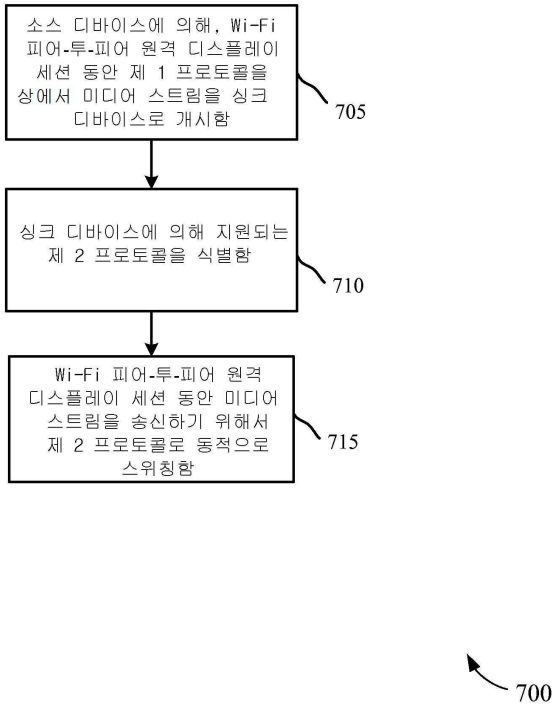 소스 디바이스에 의해, Wi-Fi
피어-투-피어 원격 디스플레이
세션 동안 제 1 프로토콜을
상에서 미디어 스트림을 싱크
디바이스로 개시함
705
싱크 디바이스에 의해 지원되는
제 2 프로토콜을 식별함
710
Wi-Fi 피어-투-피어 원격
디스플레이 세션 동안 미디어
스트림을 송신하기 위해서
제 2 프로토콜로 동적으로
스위칭함
715
700